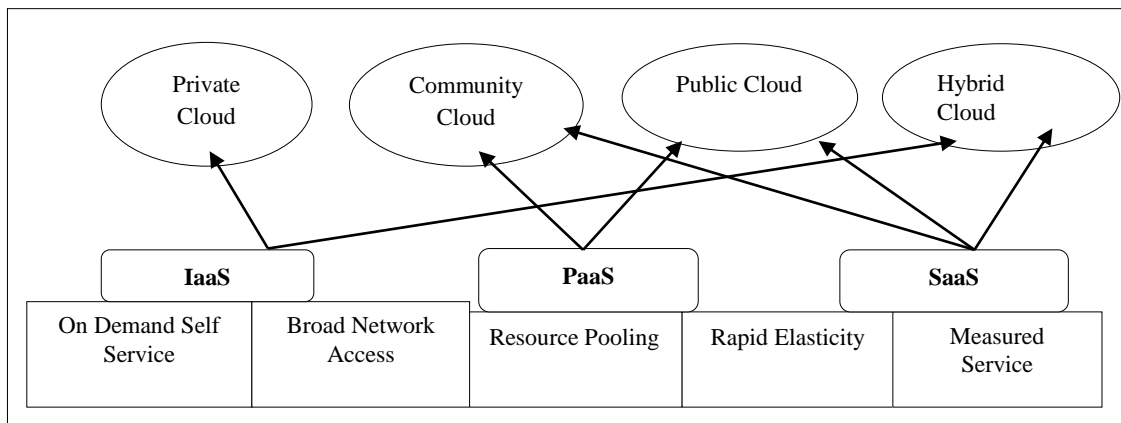 Private
Cloud
Community
Cloud
Public Cloud
Hybrid
Cloud
IaaS
PaaS
SaaS
On Demand Self
Service
Broad Network
Access
Resource Pooling
Rapid Elasticity
Measured
Service